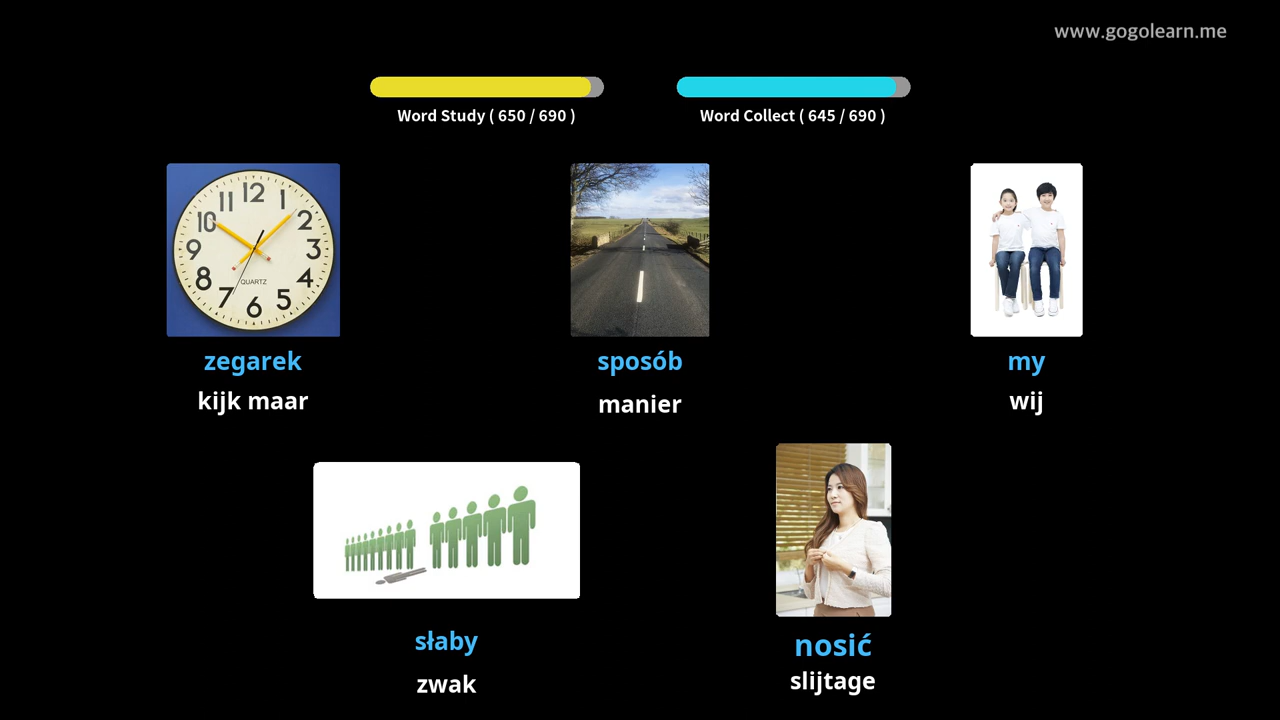 www.gogolearn.me
Word Study ( 650 / 690 )
Word Collect ( 645 / 690 )
12
11
1
10
2
9
3
8
4
QUARTZ
7
5
6
zegarek
kijk maar
sposób
manier
my
wij
słaby
zwak
nosić
slijtage